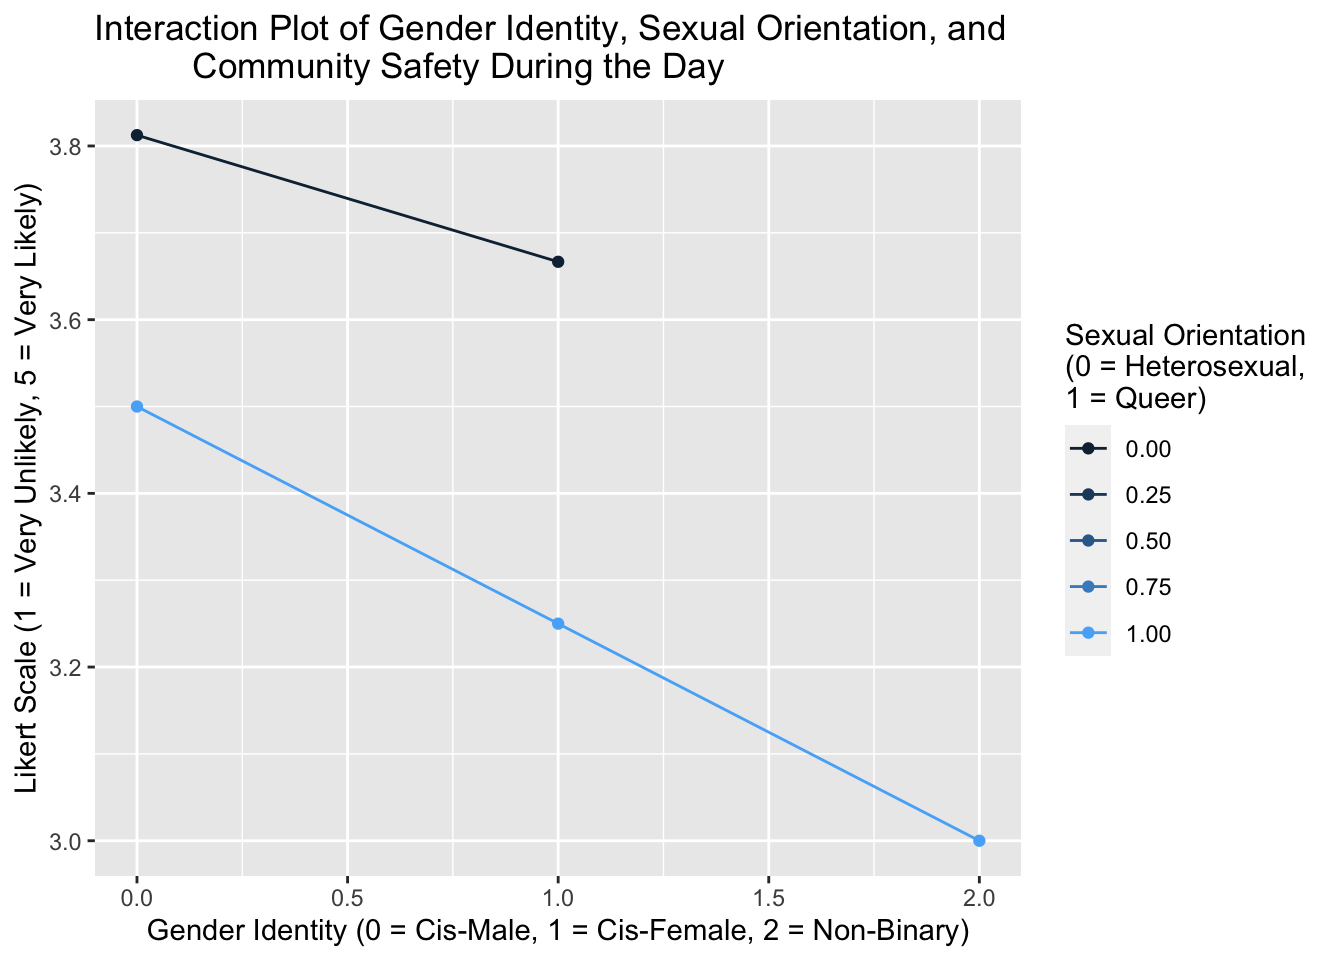 Interaction Plot of Gender Identity, Sexual Orientation, and
Community Safety During the Day
Likert Scale (1 = Very Unlikely, 5 = Very Likely)
3.8
3.6
3.4
3.2
3.0
0.0
0.5
1.0
1.5
2.0
Gender Identity (0 = Cis-Male, 1 = Cis-Female, 2 = Non-Binary)
Sexual Orientation
(0 = Heterosexual,
1 = Queer)
0.00
0.25
0.50
0.75
1.00